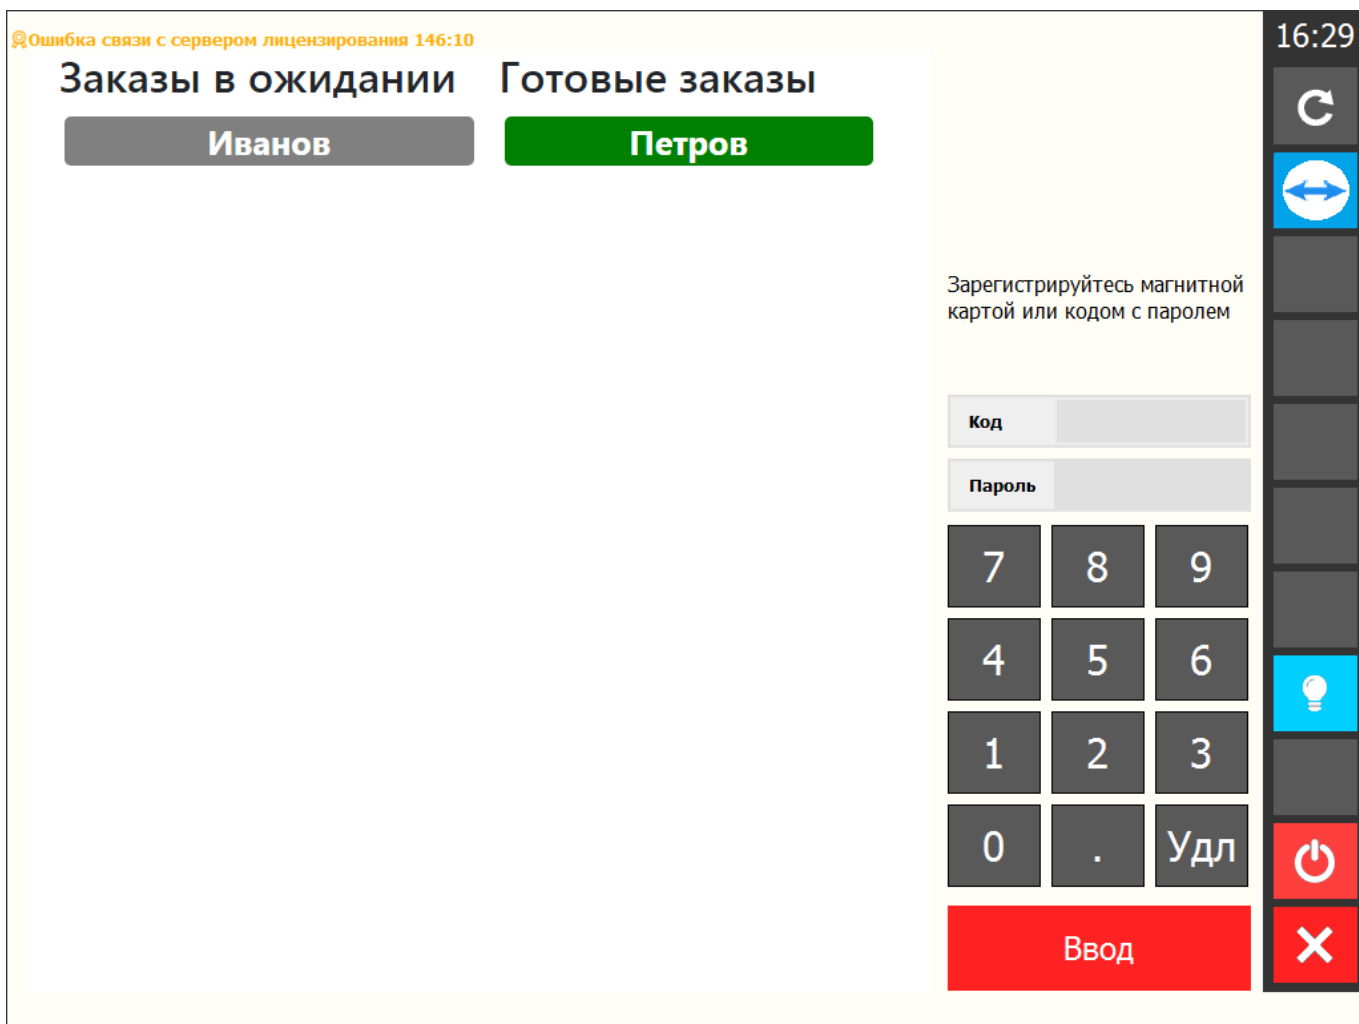 Ошибка связи с сервером лицензирования 146:10
16:29
Заказы в ожидании
Готовые заказы
Иванов
Петров
Зарегистрируйтесь магнитной
картой или кодом с паролем
Код
Пароль
7 8 9
4 5 6
1 2 3
0 . Удл
Ввод